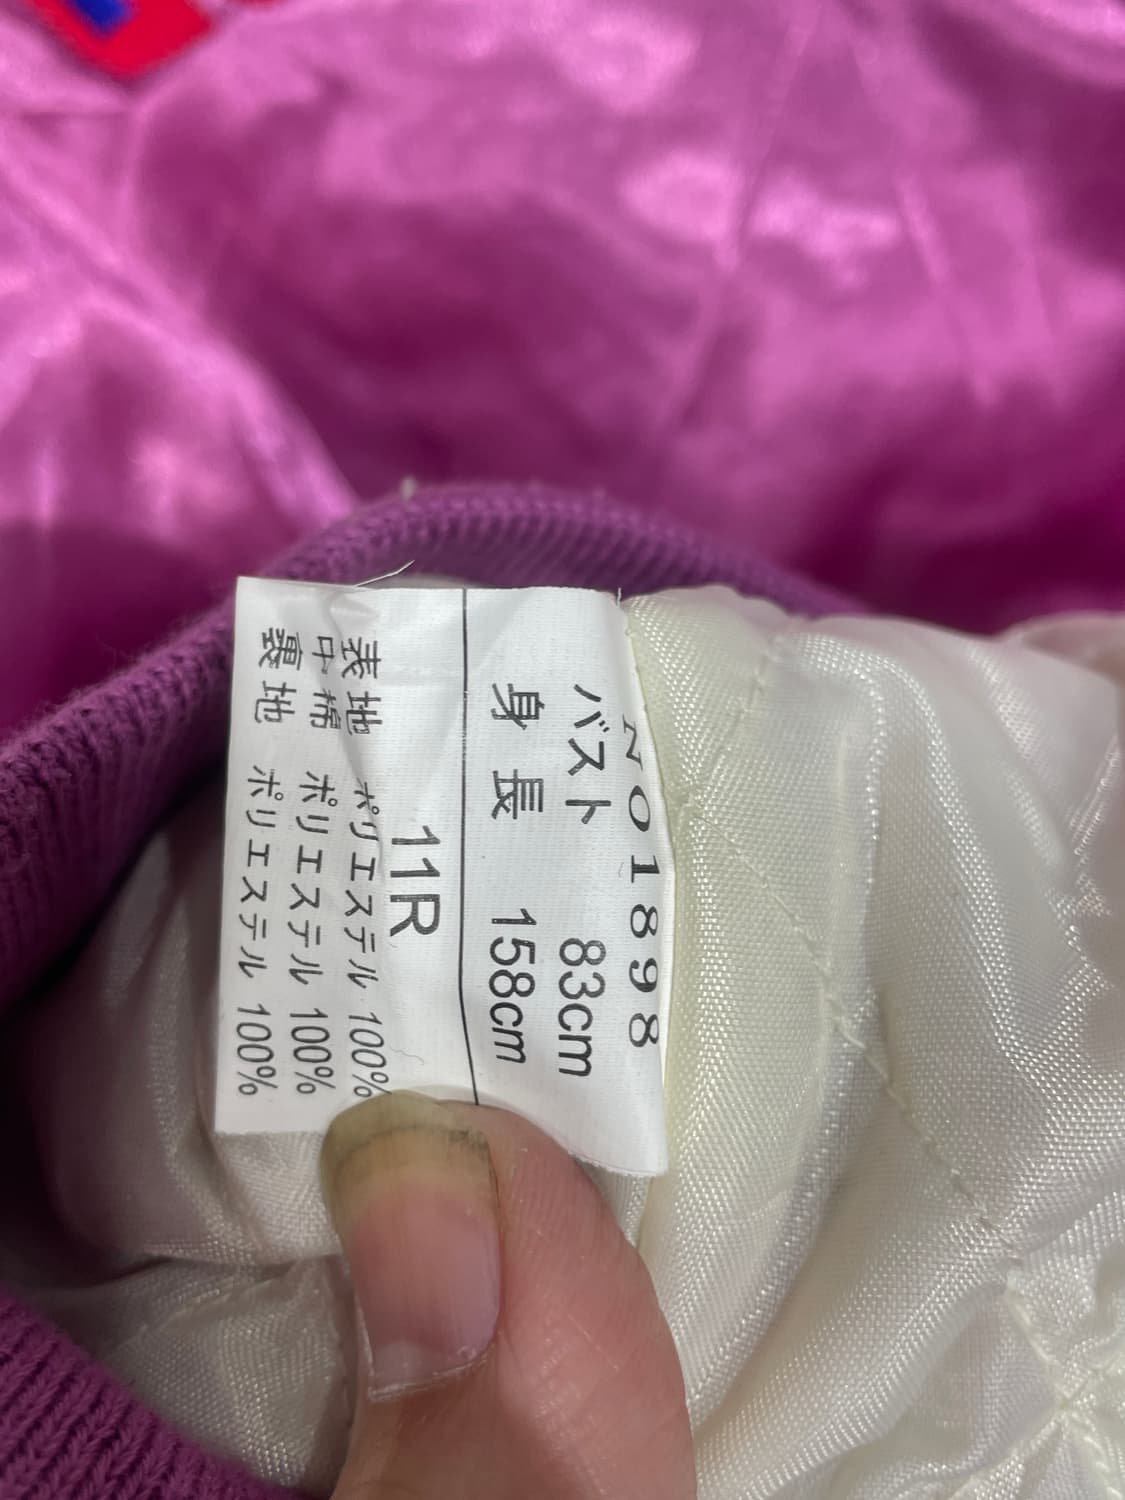 NO1898
バスト 83cm
身長 158cm
11R
表地 ポリエステル 100%
中棉 ポリエステル 100%
裏地 ポリエステル 100%